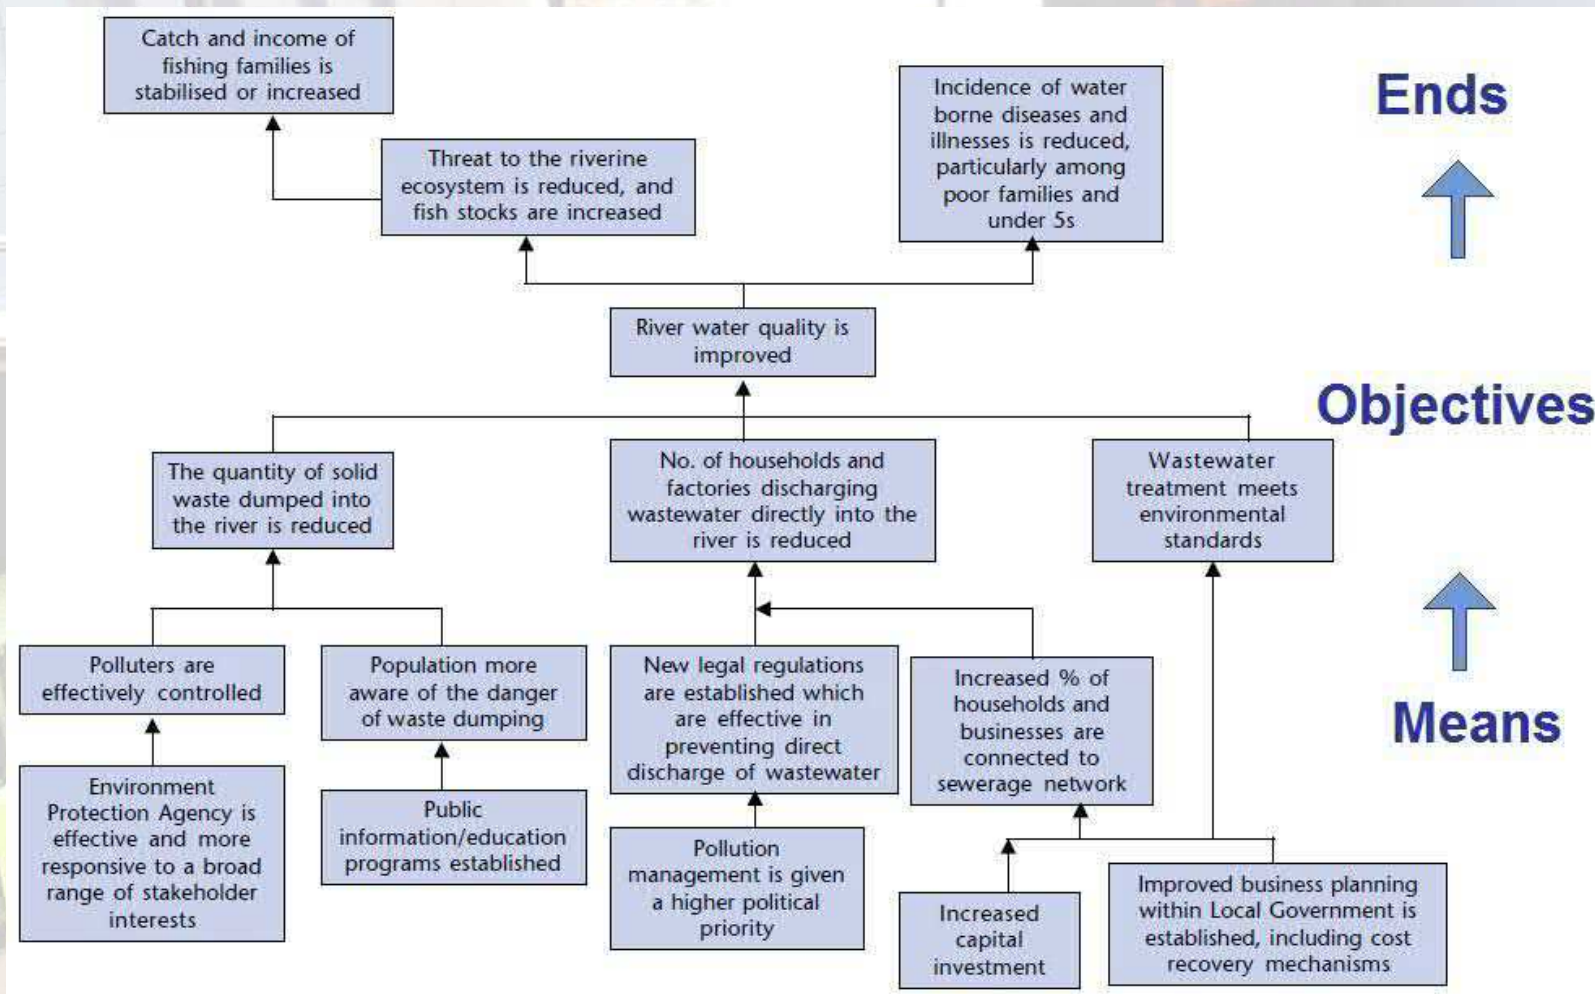 Catch and income of
fishing families is
stabilised or increased
Threat to the riverine
ecosystem is reduced, and
fish stocks are increased
Incidence of water
borne diseases and
illnesses is reduced,
particularly among
poor families and
under 5s
Ends
River water quality is
improved
Objectives
The quantity of solid
waste dumped into
the river is reduced
No. of households and
factories discharging
wastewater directly into the
river is reduced
Wastewater
treatment meets
environmental
standards
Polluters are
effectively controlled
Population more
aware of the danger
of waste dumping
New legal regulations
are established which
are effective in
preventing direct
discharge of wastewater
Increased % of
households and
businesses are
connected to
sewerage network
Means
Environment
Protection Agency is
effective and more
responsive to a broad
range of stakeholder
interests
Public
information/education
programs established
Pollution
management is given
a higher political
priority
Increased
capital
investment
Improved business planning
within Local Government is
established, including cost
recovery mechanisms